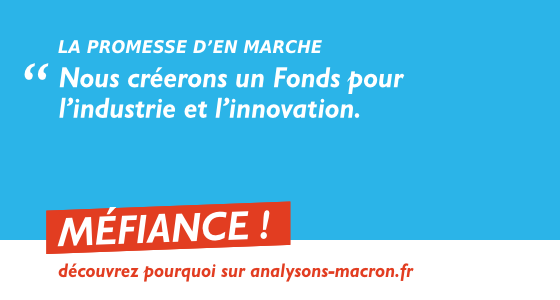 LA PROMESSE D’EN MARCHE
“ Nous créerons un Fonds pour
l’industrie et l’innovation.
MÉFIANCE !
découvrez pourquoi sur analysons-macron.fr